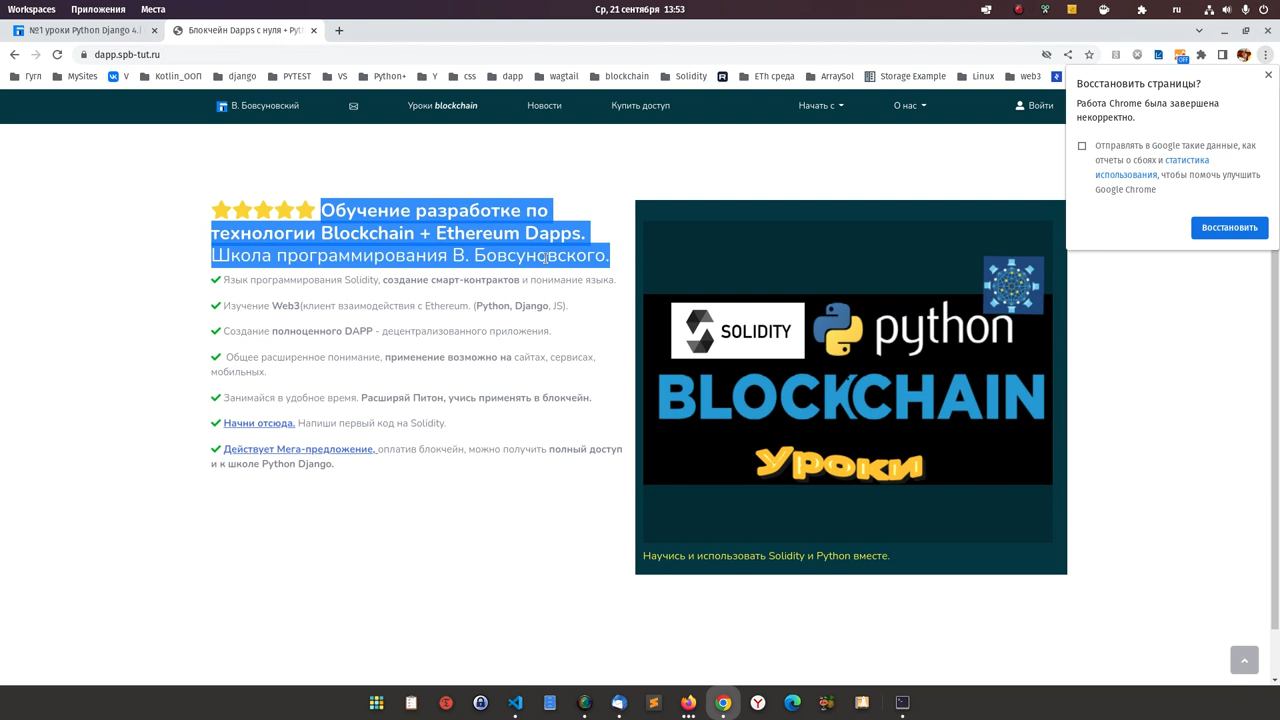 Workspaces Приложения Места
Ср, 21 сентября 13:53
ru
№1 уроки Python Django 4.
Блокчейн Dapps с нуля + Pyth
dapp.spb-tut.ru
OFF
Гугл MySites V Kotlin_ООП django PYTEST VS Python+ Y css dapp wagtail blockchain Solidity ETh среда ArraySol Storage Example Linux web3
В. Бовсуновский Уроки blockchain Новости Купить доступ Начать с О нас Войти
Восстановить страницы?
Работа Chrome была завершена
некорректно.
Отправлять в Google такие данные, как
отчеты о сбоях и статистика
использования, чтобы помочь улучшить
Google Chrome
Восстановить
Обучение разработке по
технологии Blockchain + Ethereum Dapps.
Школа программирования В. Бовсуновского.
Язык программирования Solidity, создание смарт-контрактов и понимание языка.
Изучение Web3(клиент взаимодействия с Ethereum. (Python, Django, JS).
Создание полноценного DAPP - децентрализованного приложения.
Общее расширенное понимание, применение возможно на сайтах, сервисах,
мобильных.
Занимайся в удобное время. Расширяй Питон, учись применять в блокчейн.
Начни отсюда. Напиши первый код на Solidity.
Действует Мега-предложение, оплатив блокчейн, можно получить полный доступ
и к школе Python Django.
SOLIDITY
python
BLOCKCHAIN
Уроки
Научись и использовать Solidity и Python вместе.